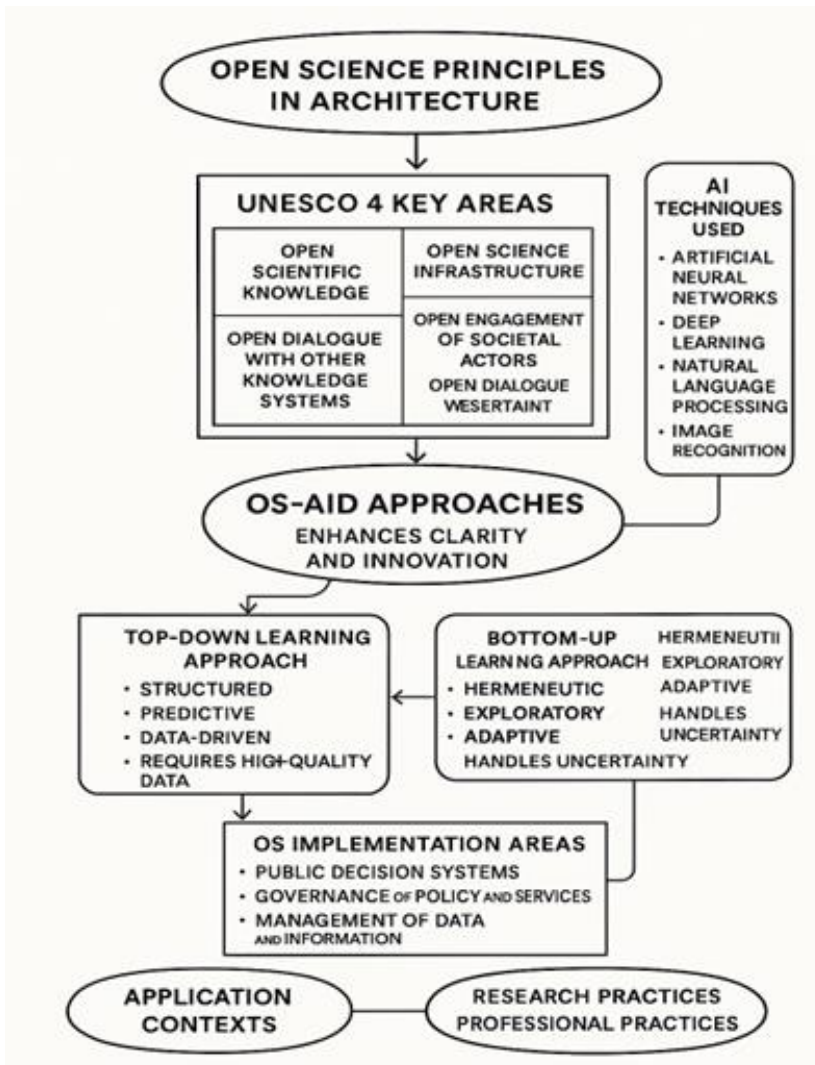 OPEN SCIENCE PRINCIPLES
IN ARCHITECTURE
UNESCO 4 KEY AREAS
OPEN
SCIENTIFIC
KNOWLEDGE
OPEN SCIENCE
INFRASTRUCTURE
OPEN DIALOGUE
WITH OTHER
KNOWLEDGE
SYSTEMS
OPEN ENGAGEMENT
OF SOCIETAL
ACTORS
OPEN DIALOGUE
WESERTAINT
AI
TECHNIQUES
USED
• ARTIFICIAL
NEURAL
NETWORKS
• DEEP
LEARNING
• NATURAL
LANGUAGE
PROCESSING
• IMAGE
RECOGNITION
OS-AID APPROACHES
ENHANCES CLARITY
AND INNOVATION
TOP-DOWN LEARNING
APPROACH
• STRUCTURED
• PREDICTIVE
• DATA-DRIVEN
• REQUIRES HIGH-QUALITY
DATA
BOTTOM-UP
LEARNING APPROACH
• HERMENEUTIC
• EXPLORATORY
• ADAPTIVE
HANDLES UNCERTAINTY
HERMENEUTII
EXPLORATORY
ADAPTIVE
HANDLES
UNCERTAINTY
OS IMPLEMENTATION AREAS
• PUBLIC DECISION SYSTEMS
• GOVERNANCE OF POLICY AND SERVICES
• MANAGEMENT OF DATA
AND INFORMATION
APPLICATION
CONTEXTS
RESEARCH PRACTICES
PROFESSIONAL PRACTICES